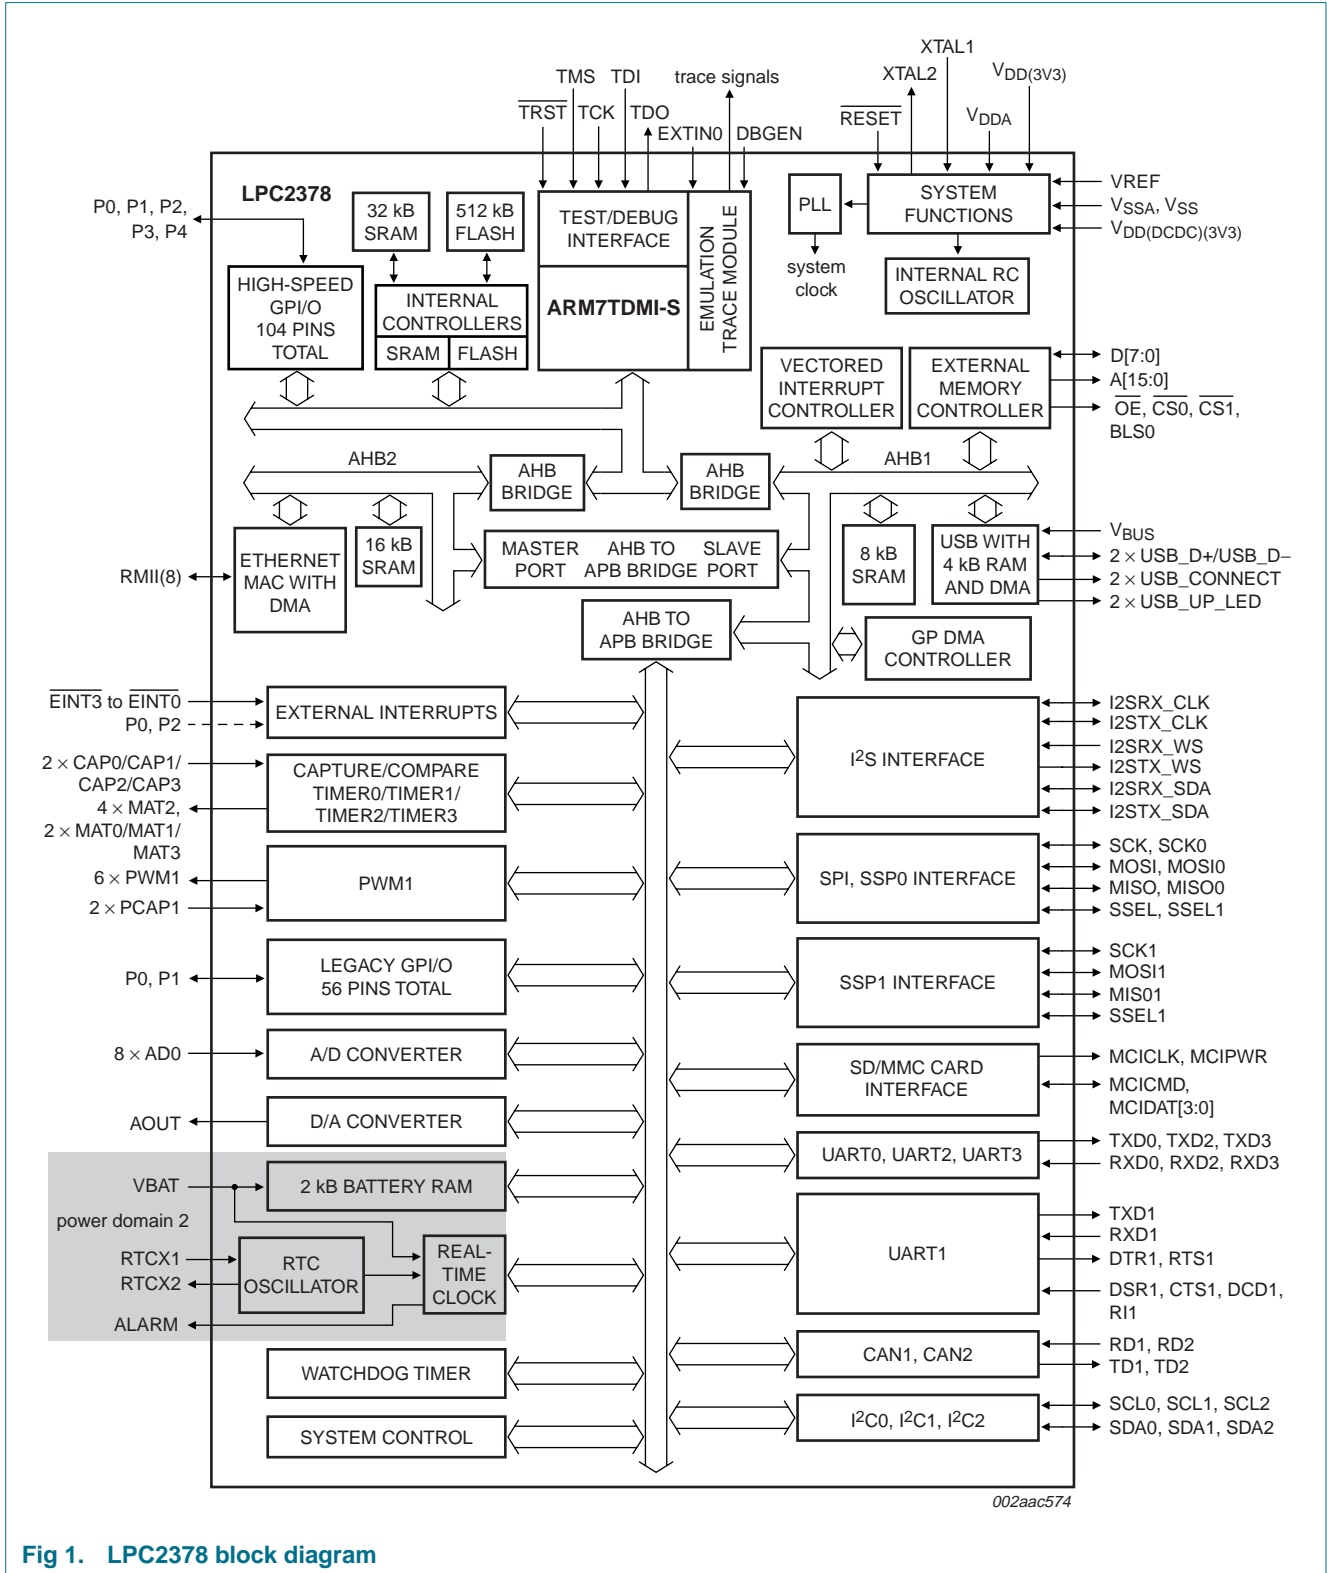 XTAL1
XTAL2
VDD(3V3)
TMS
TDI
trace signals
TRST
TCK
TDO
EXTIN0
DBGEN
RESET
VDDA
LPC2378
P0, P1, P2,
P3, P4
32 kB
SRAM
512 kB
FLASH
TEST/DEBUG
INTERFACE
EMULATION
TRACE MODULE
PLL
SYSTEM
FUNCTIONS
VREF
VSSA, VSS
VDD(DCDC)(3V3)
system
clock
INTERNAL RC
OSCILLATOR
HIGH-SPEED
GPI/O
104 PINS
TOTAL
INTERNAL
CONTROLLERS
SRAM
FLASH
ARM7TDMI-S
VECTORED
INTERRUPT
CONTROLLER
EXTERNAL
MEMORY
CONTROLLER
D[7:0]
A[15:0]
OE, CS0, CS1,
BLS0
AHB2
AHB
BRIDGE
AHB
BRIDGE
AHB1
ETHERNET
MAC WITH
DMA
16 kB
SRAM
MASTER
PORT
AHB TO
APB BRIDGE
SLAVE
PORT
8 kB
SRAM
USB WITH
4 kB RAM
AND DMA
VBUS
2 × USB_D+/USB_D−
2 × USB_CONNECT
2 × USB_UP_LED
RMII(8)
AHB TO
APB BRIDGE
GP DMA
CONTROLLER
EINT3 to EINT0
P0, P2
EXTERNAL INTERRUPTS
2 × CAP0/CAP1/
CAP2/CAP3
4 × MAT2,
2 × MAT0/MAT1/
MAT3
CAPTURE/COMPARE
TIMER0/TIMER1/
TIMER2/TIMER3
6 × PWM1
2 × PCAP1
PWM1
P0, P1
LEGACY GPI/O
56 PINS TOTAL
8 × AD0
A/D CONVERTER
AOUT
D/A CONVERTER
VBAT
2 kB BATTERY RAM
power domain 2
RTCX1
RTCX2
RTC
OSCILLATOR
REAL-
TIME
CLOCK
ALARM
WATCHDOG TIMER
SYSTEM CONTROL
I2S INTERFACE
I2SRX_CLK
I2STX_CLK
I2SRX_WS
I2STX_WS
I2SRX_SDA
I2STX_SDA
SPI, SSP0 INTERFACE
SCK, SCK0
MOSI, MOSI0
MISO, MISO0
SSEL, SSEL1
SSP1 INTERFACE
SCK1
MOSI1
MIS01
SSEL1
SD/MMC CARD
INTERFACE
MCICLK, MCIPWR
MCICMD,
MCIDAT[3:0]
UART0, UART2, UART3
TXD0, TXD2, TXD3
RXD0, RXD2, RXD3
UART1
TXD1
RXD1
DTR1, RTS1
DSR1, CTS1, DCD1,
RI1
CAN1, CAN2
RD1, RD2
TD1, TD2
I2C0, I2C1, I2C2
SCL0, SCL1, SCL2
SDA0, SDA1, SDA2
002aac574
Fig 1. LPC2378 block diagram